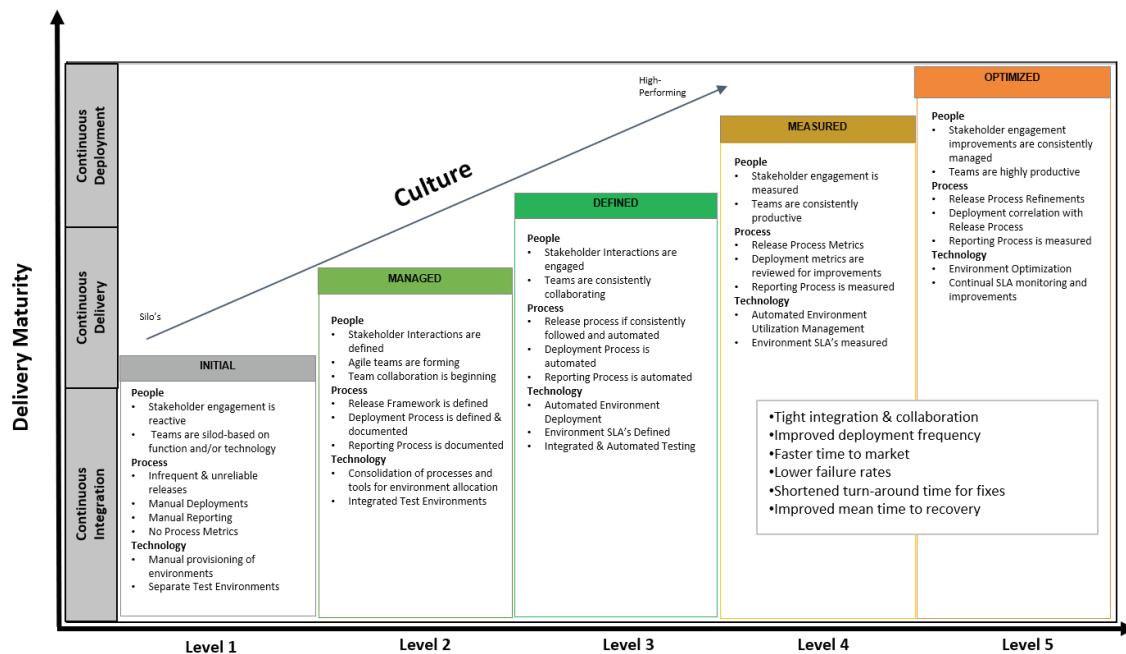 Delivery Maturity
Continuous
Deployment
Continuous
Delivery
Continuous
Integration
Silo's
Culture
High-
Performing
INITIAL
People
• Stakeholder engagement is
reactive
• Teams are silod-based on
function and/or technology
Process
• Infrequent & unreliable
releases
• Manual Deployments
• Manual Reporting
• No Process Metrics
Technology
• Manual provisioning of
environments
• Separate Test Environments
MANAGED
People
• Stakeholder Interactions are
defined
• Agile teams are forming
• Team collaboration is beginning
Process
• Release Framework is defined
• Deployment Process is defined &
documented
• Reporting Process is documented
Technology
• Consolidation of processes and
tools for environment allocation
• Integrated Test Environments
DEFINED
People
• Stakeholder Interactions are
engaged
• Teams are consistently
collaborating
Process
• Release process if consistently
followed and automated
• Deployment Process is
automated
• Reporting Process is automated
Technology
• Automated Environment
Deployment
• Environment SLA's Defined
• Integrated & Automated Testing
MEASURED
People
• Stakeholder engagement is
measured
• Teams are consistently
productive
Process
• Release Process Metrics
• Deployment metrics are
reviewed for improvements
• Reporting Process is measured
Technology
• Automated Environment
Utilization Management
• Environment SLA's measured
OPTIMIZED
People
• Stakeholder engagement
improvements are consistently
managed
• Teams are highly productive
Process
• Release Process Refinements
• Deployment correlation with
Release Process
• Reporting Process is measured
Technology
• Environment Optimization
• Continual SLA monitoring and
improvements
•Tight integration & collaboration
•Improved deployment frequency
•Faster time to market
•Lower failure rates
•Shortened turn-around time for fixes
•Improved mean time to recovery
Level 1
Level 2
Level 3
Level 4
Level 5